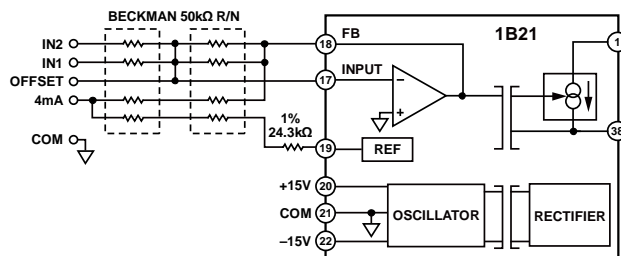 BECKMAN 50kΩ R/N
1B21
IN2
IN1
OFFSET
4mA
COM
1%
24.3kΩ
18
FB
17
INPUT
–
+
19
REF
1
38
+15V
20
COM
21
–15V
22
OSCILLATOR
RECTIFIER